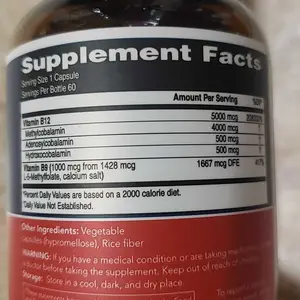 Supplement Facts
Serving Size 1 Capsule
Servings Per Bottle 60
Amount Per Serving
Vitamin B12 5000 mcg
Methylcobalamin 4000 mcg †
Adenosylcobalamin 500 mcg †
Hydroxocobalamin 500 mcg †
Vitamin B9 (1000 mcg from 1428 mcg 1667 mcg DFE 417%
L-Methylfolate, calcium salt)
*Percent Daily Values are based on a 2000 calorie diet.
†Daily Value Not Established.
Other Ingredients: Vegetable
capsules (hypromellose), Rice fiber
WARNING: If you have a medical condition or are taking
a doctor before taking the supplement. Keep out of reach of
Storage: Store in a cool, dark, and dry place